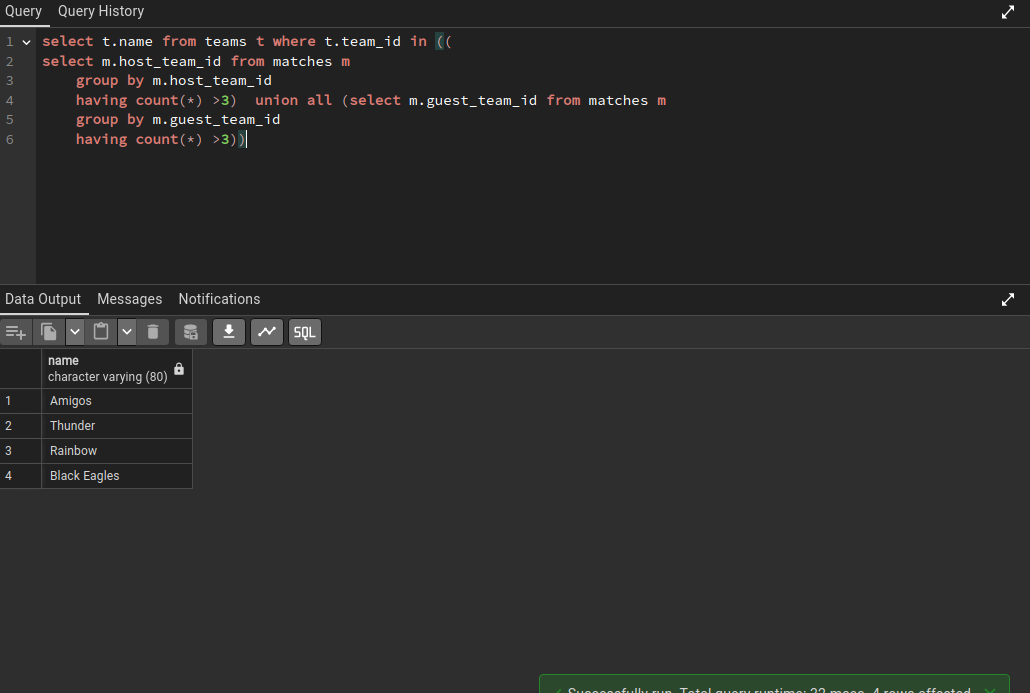 Query Query History
1 select t.name from teams t where t.team_id in ((
2 select m.host_team_id from matches m
3 group by m.host_team_id
4 having count(*) >3)  union all (select m.guest_team_id from matches m
5 group by m.guest_team_id
6 having count(*) >3))
Data Output Messages Notifications
SQL
name
character varying (80)
1 Amigos
2 Thunder
3 Rainbow
4 Black Eagles
Successfully run. Total query runtime: 32 msec. 4 rows affected.